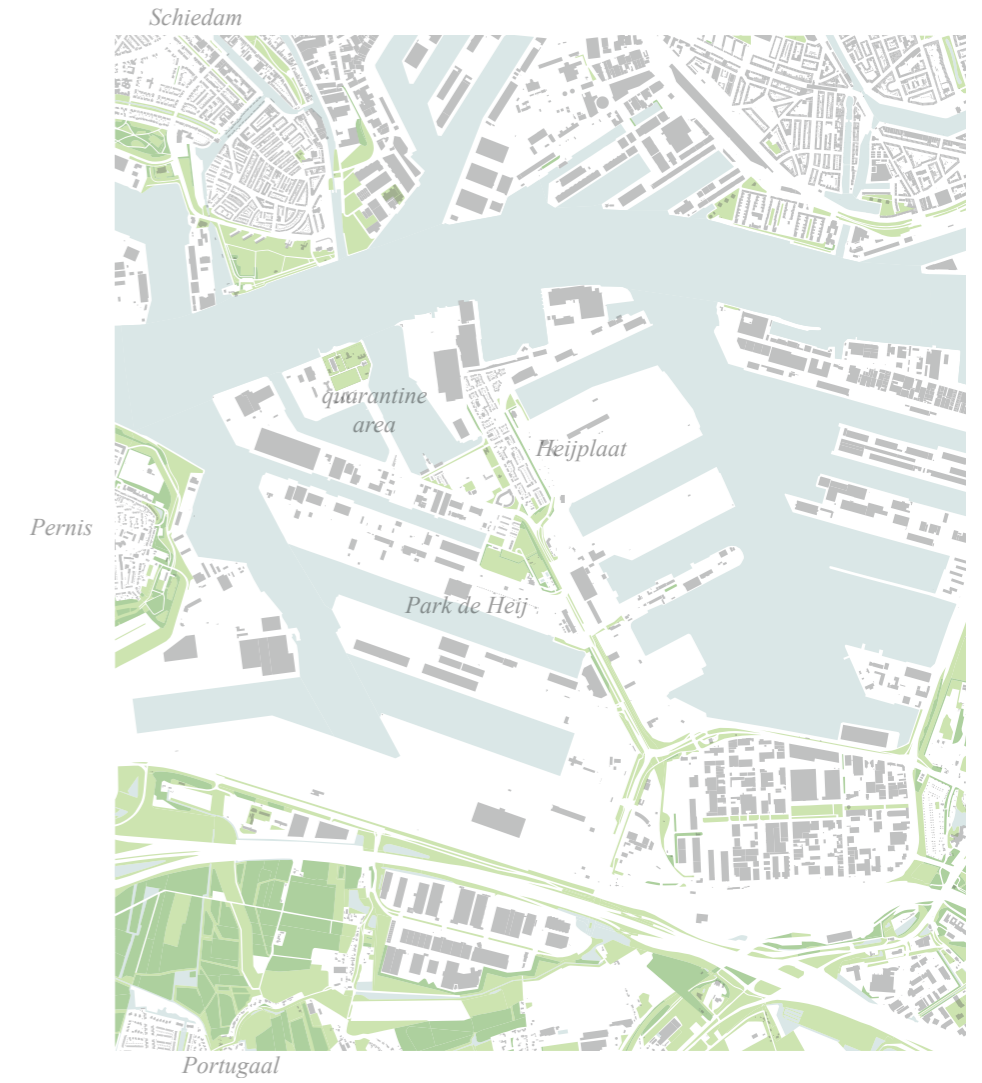 Schiedam
quarantine
area
Heijplaat
Pernis
Park de Heij
Portugaal